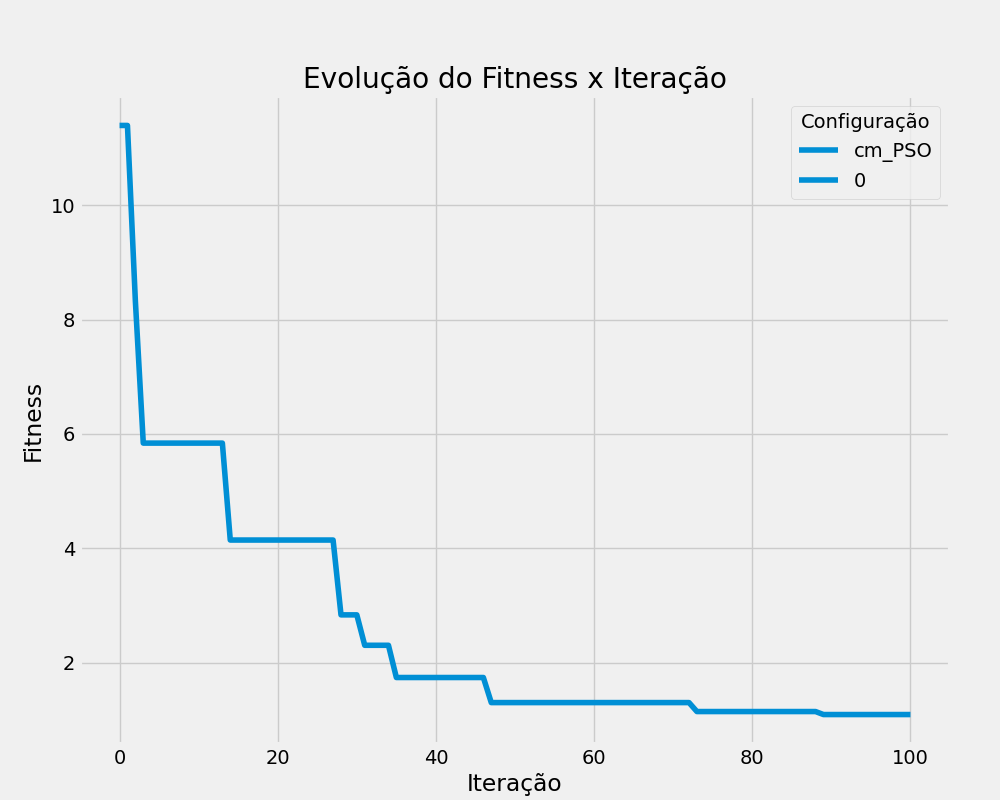 Evolução do Fitness x Iteração
Configuração
cm_PSO
0
10
8
6
4
2
Fitness
0 20 40 60 80 100
Iteração